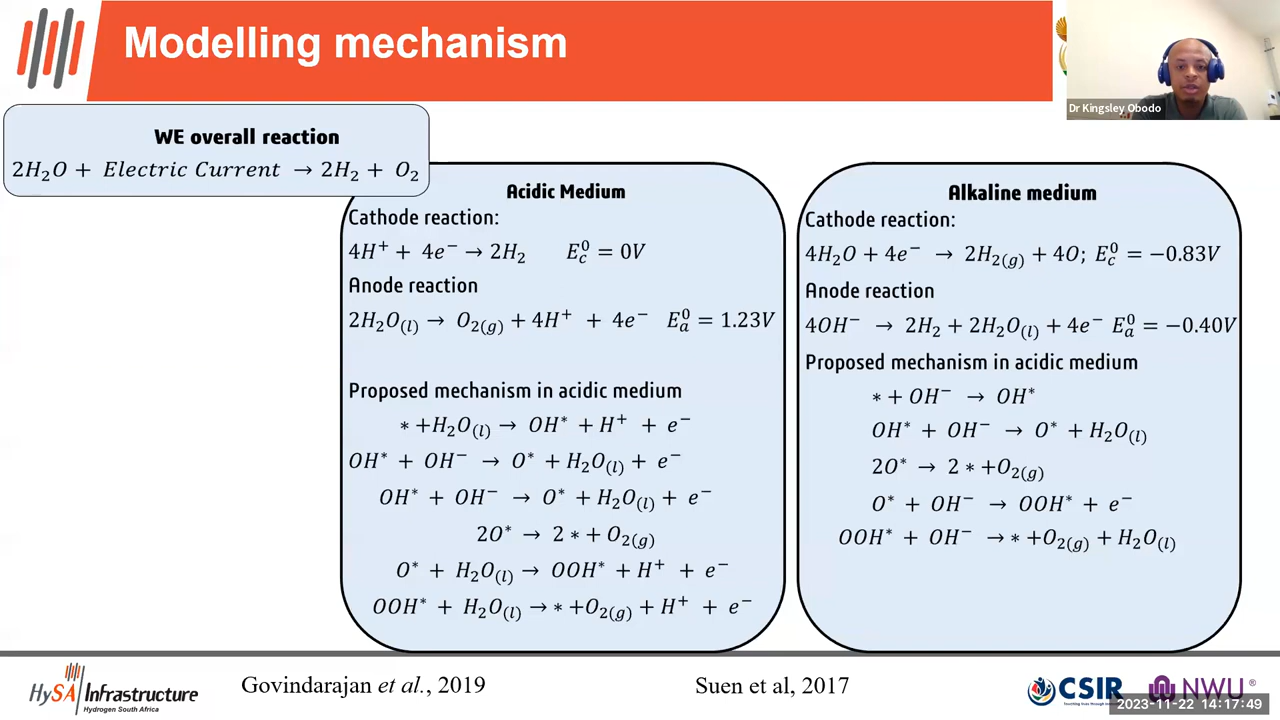 Modelling mechanism
Dr Kingsley Obodo
WE overall reaction
2H₂O + Electric Current → 2H₂ + O₂
Acidic Medium
Cathode reaction:
4H⁺ + 4e⁻ → 2H₂ E⁰c = 0V
Anode reaction
2H₂O(l) → O₂(g) + 4H⁺ + 4e⁻ E⁰a = 1.23V
Proposed mechanism in acidic medium
* +H₂O(l) → OH* + H⁺ + e⁻
OH* + OH⁻ → O* + H₂O(l) + e⁻
OH* + OH⁻ → O* + H₂O(l) + e⁻
2O* → 2 * + O₂(g)
O* + H₂O(l) → OOH* + H⁺ + e⁻
OOH* + H₂O(l) → * +O₂(g) + H⁺ + e⁻
Alkaline medium
Cathode reaction:
4H₂O + 4e⁻ → 2H₂(g) + 4O; E⁰c = −0.83V
Anode reaction
4OH⁻ → 2H₂ + 2H₂O(l) + 4e⁻ E⁰a = −0.40V
Proposed mechanism in acidic medium
* + OH⁻ → OH*
OH* + OH⁻ → O* + H₂O(l)
2O* → 2 * +O₂(g)
O* + OH⁻ → OOH* + e⁻
OOH* + OH⁻ → * +O₂(g) + H₂O(l)
HySA Infrastructure
Hydrogen South Africa
Govindarajan et al., 2019
Suen et al, 2017
CSIR
NWU®
2023-11-22 14:17:49